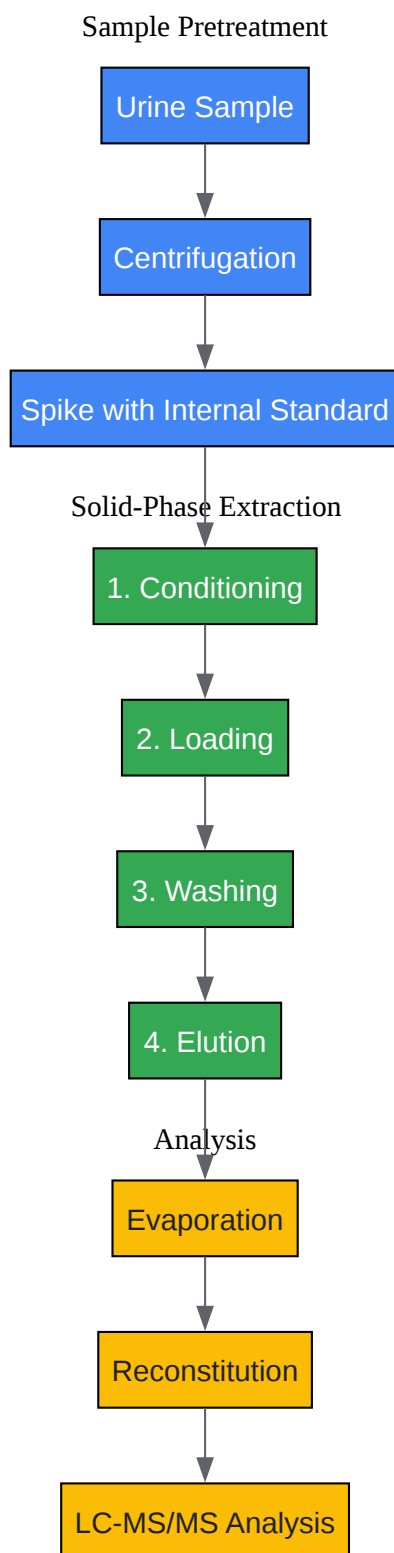 Sample Pretreatment
Urine Sample
Centrifugation
Spike with Internal Standard
Solid-Phase Extraction
1. Conditioning
2. Loading
3. Washing
4. Elution
Analysis
Evaporation
Reconstitution
LC-MS/MS Analysis